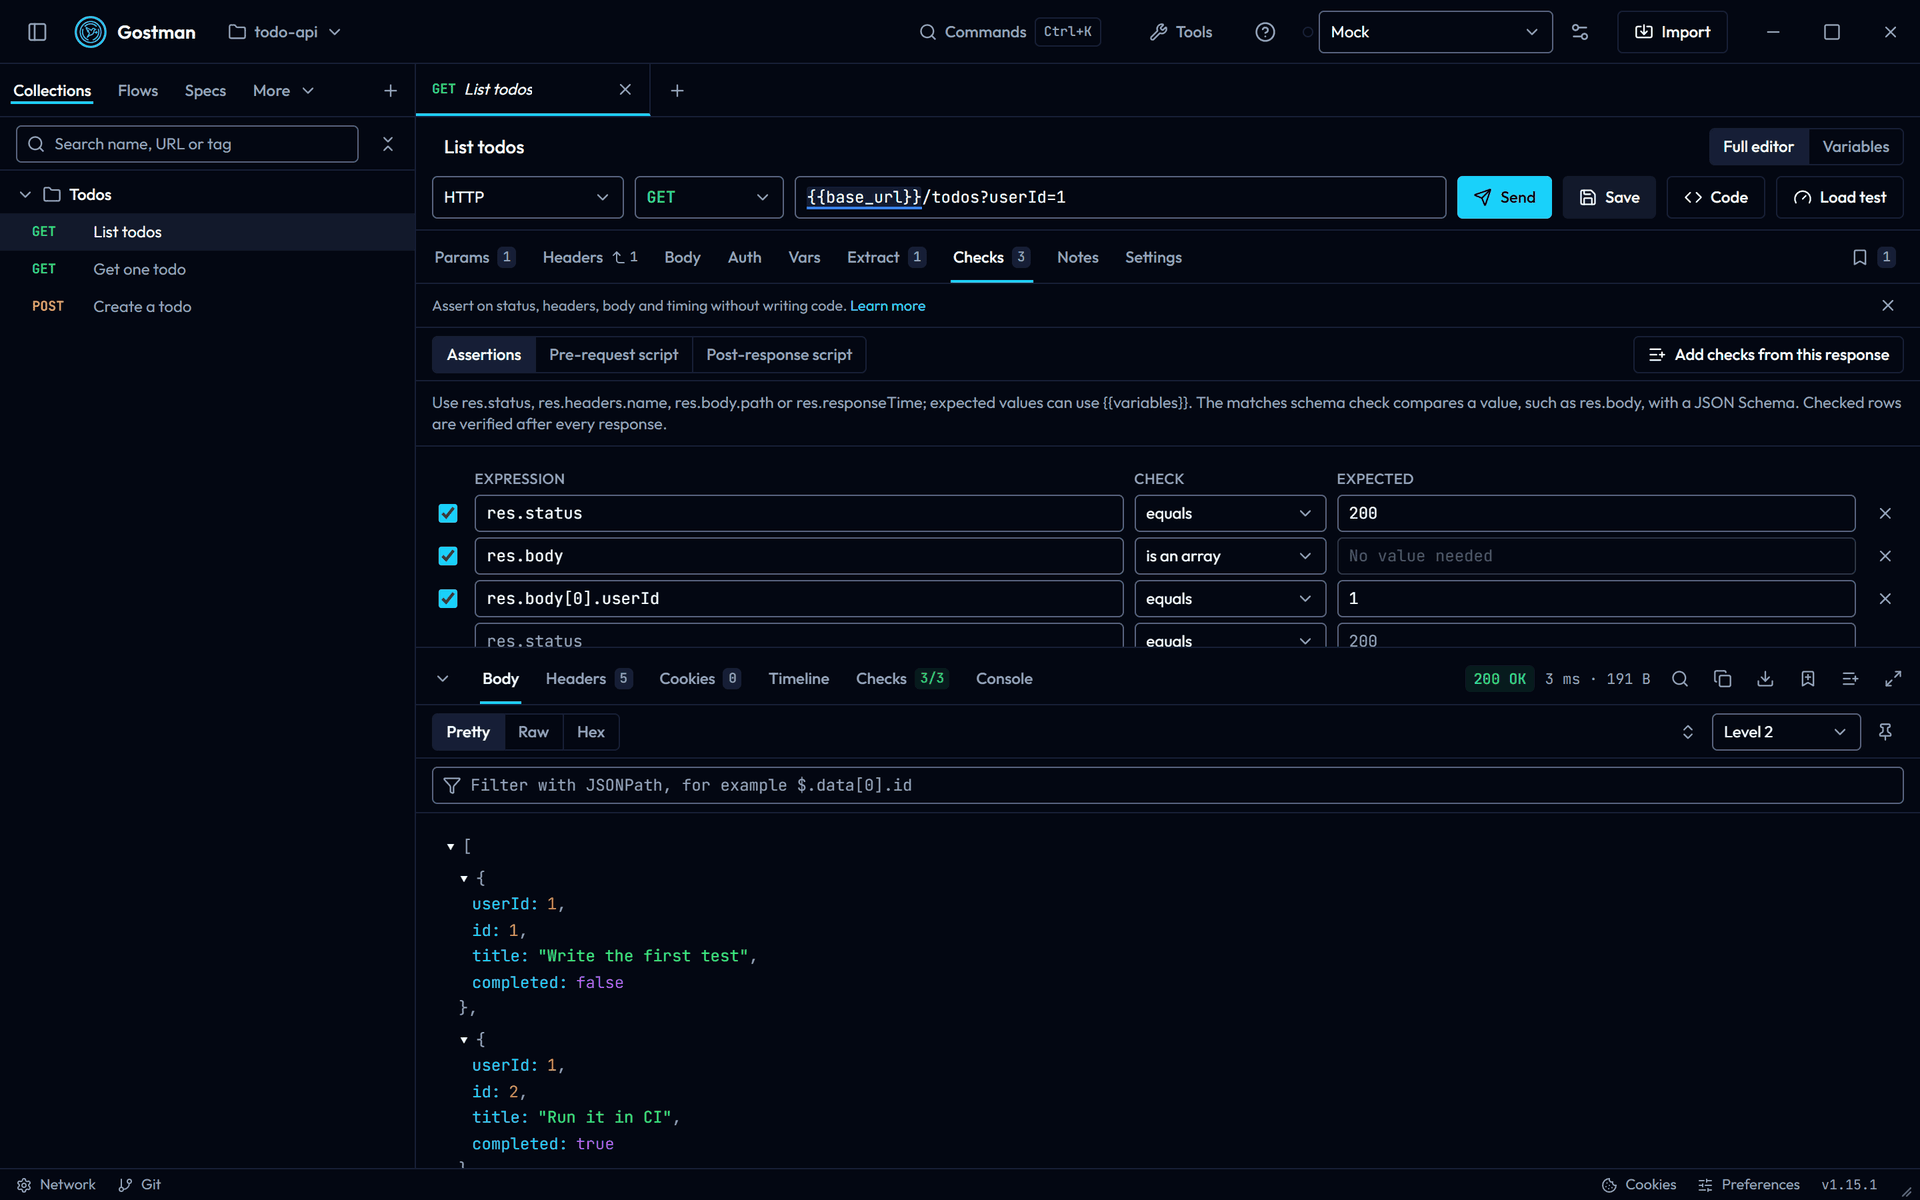 Gostman
todo-api
Commands Ctrl+K
Tools
Mock
Import
Collections Flows Specs More
GET List todos
Search name, URL or tag
Todos
GET List todos
GET Get one todo
POST Create a todo
List todos
Full editor Variables
HTTP GET {{base_url}}/todos?userId=1 Send Save Code Load test
Params 1 Headers ↑ 1 Body Auth Vars Extract 1 Checks 3 Notes Settings 1
Assert on status, headers, body and timing without writing code. Learn more
Assertions Pre-request script Post-response script Add checks from this response
Use res.status, res.headers.name, res.body.path or res.responseTime; expected values can use {{variables}}. The matches schema check compares a value, such as res.body, with a JSON Schema. Checked rows
are verified after every response.
EXPRESSION CHECK EXPECTED
res.status equals 200
res.body is an array No value needed
res.body[0].userId equals 1
res.status equals 200
Body Headers 5 Cookies 0 Timeline Checks 3/3 Console 200 OK 3 ms · 191 B
Pretty Raw Hex Level 2
Filter with JSONPath, for example $.data[0].id
[
{
userId: 1,
id: 1,
title: "Write the first test",
completed: false
},
{
userId: 1,
id: 2,
title: "Run it in CI",
completed: true
}
Network Git Cookies Preferences v1.15.1